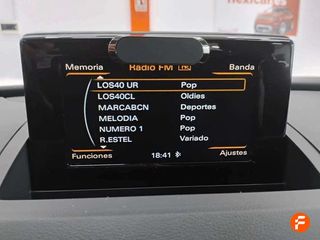 Memoria Radio FM Banda
LOS40 UR Pop
LOS40CL Oldies
MARCABCN Deportes
MELODIA Pop
NUMERO 1 Pop
R.ESTEL Variado
Funciones 18:41 Ajustes